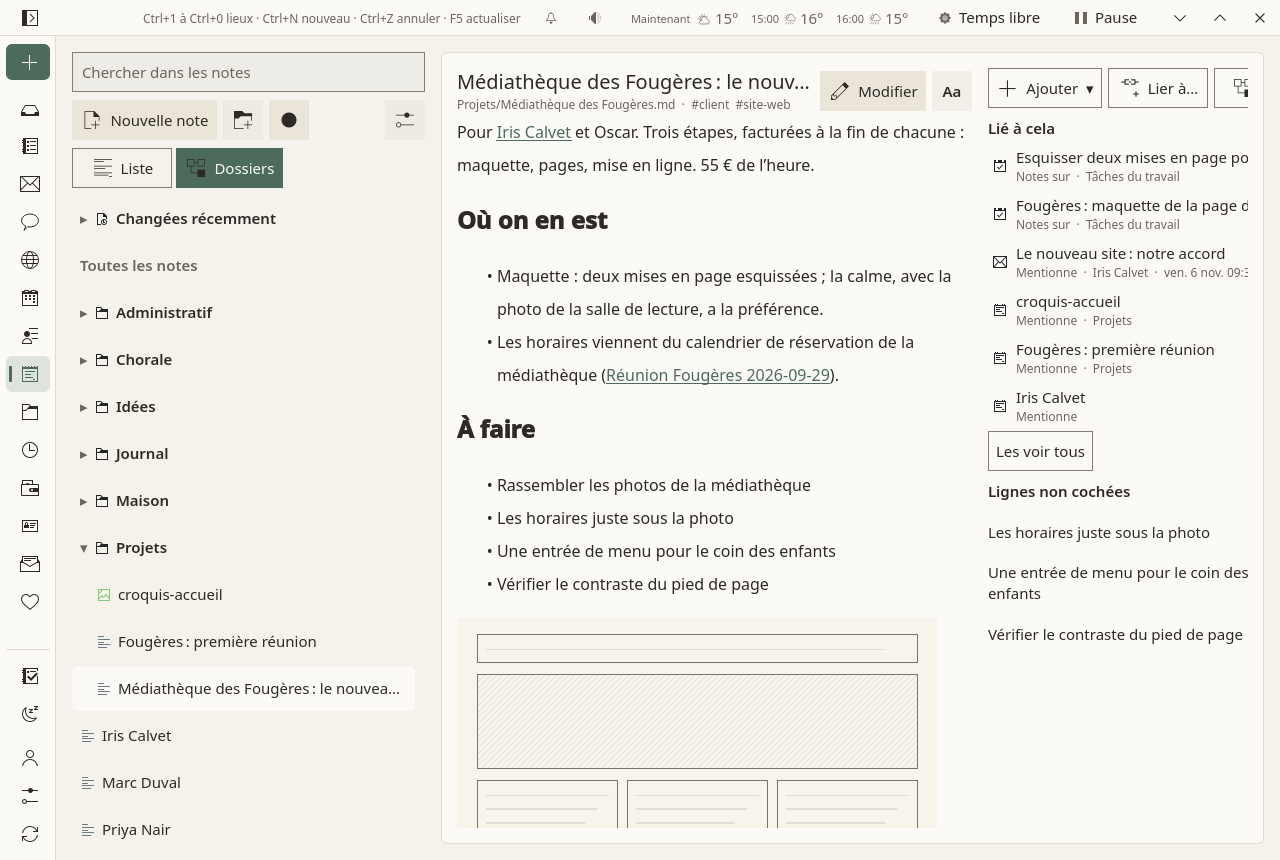 Ctrl+1 à Ctrl+0 lieux · Ctrl+N nouveau · Ctrl+Z annuler · F5 actualiser
Maintenant 15° 15:00 16° 16:00 15°
Temps libre
Pause
Chercher dans les notes
Nouvelle note
Liste
Dossiers
Changées récemment
Toutes les notes
Administratif
Chorale
Idées
Journal
Maison
Projets
croquis-accueil
Fougères : première réunion
Médiathèque des Fougères : le nouvea...
Iris Calvet
Marc Duval
Priya Nair
Médiathèque des Fougères : le nouv...
Projets/Médiathèque des Fougères.md · #client #site-web
Modifier
Aa
Pour Iris Calvet et Oscar. Trois étapes, facturées à la fin de chacune :
maquette, pages, mise en ligne. 55 € de l’heure.
Où on en est
• Maquette : deux mises en page esquissées ; la calme, avec la
photo de la salle de lecture, a la préférence.
• Les horaires viennent du calendrier de réservation de la
médiathèque (Réunion Fougères 2026-09-29).
À faire
• Rassembler les photos de la médiathèque
• Les horaires juste sous la photo
• Une entrée de menu pour le coin des enfants
• Vérifier le contraste du pied de page
Ajouter
Lier à...
Lié à cela
Esquisser deux mises en page po
Notes sur · Tâches du travail
Fougères : maquette de la page d
Notes sur · Tâches du travail
Le nouveau site : notre accord
Mentionne · Iris Calvet · ven. 6 nov. 09:3
croquis-accueil
Mentionne · Projets
Fougères : première réunion
Mentionne · Projets
Iris Calvet
Mentionne
Les voir tous
Lignes non cochées
Les horaires juste sous la photo
Une entrée de menu pour le coin des
enfants
Vérifier le contraste du pied de page